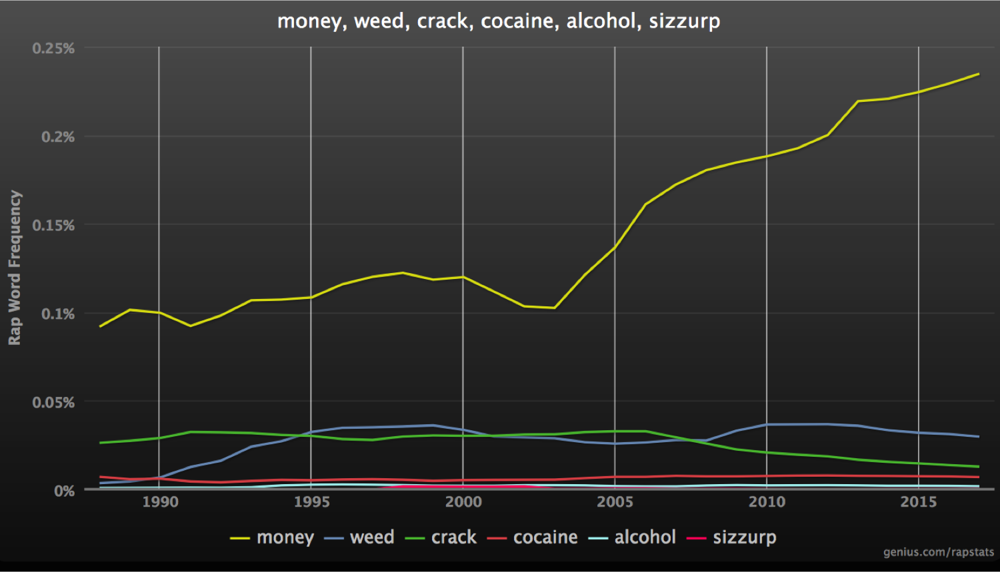 money, weed, crack, cocaine, alcohol, sizzurp
0.25%
0.2%
0.15%
0.1%
0.05%
0%
Rap Word Frequency
1990 1995 2000 2005 2010 2015
money weed crack cocaine alcohol sizzurp
genius.com/rapstats